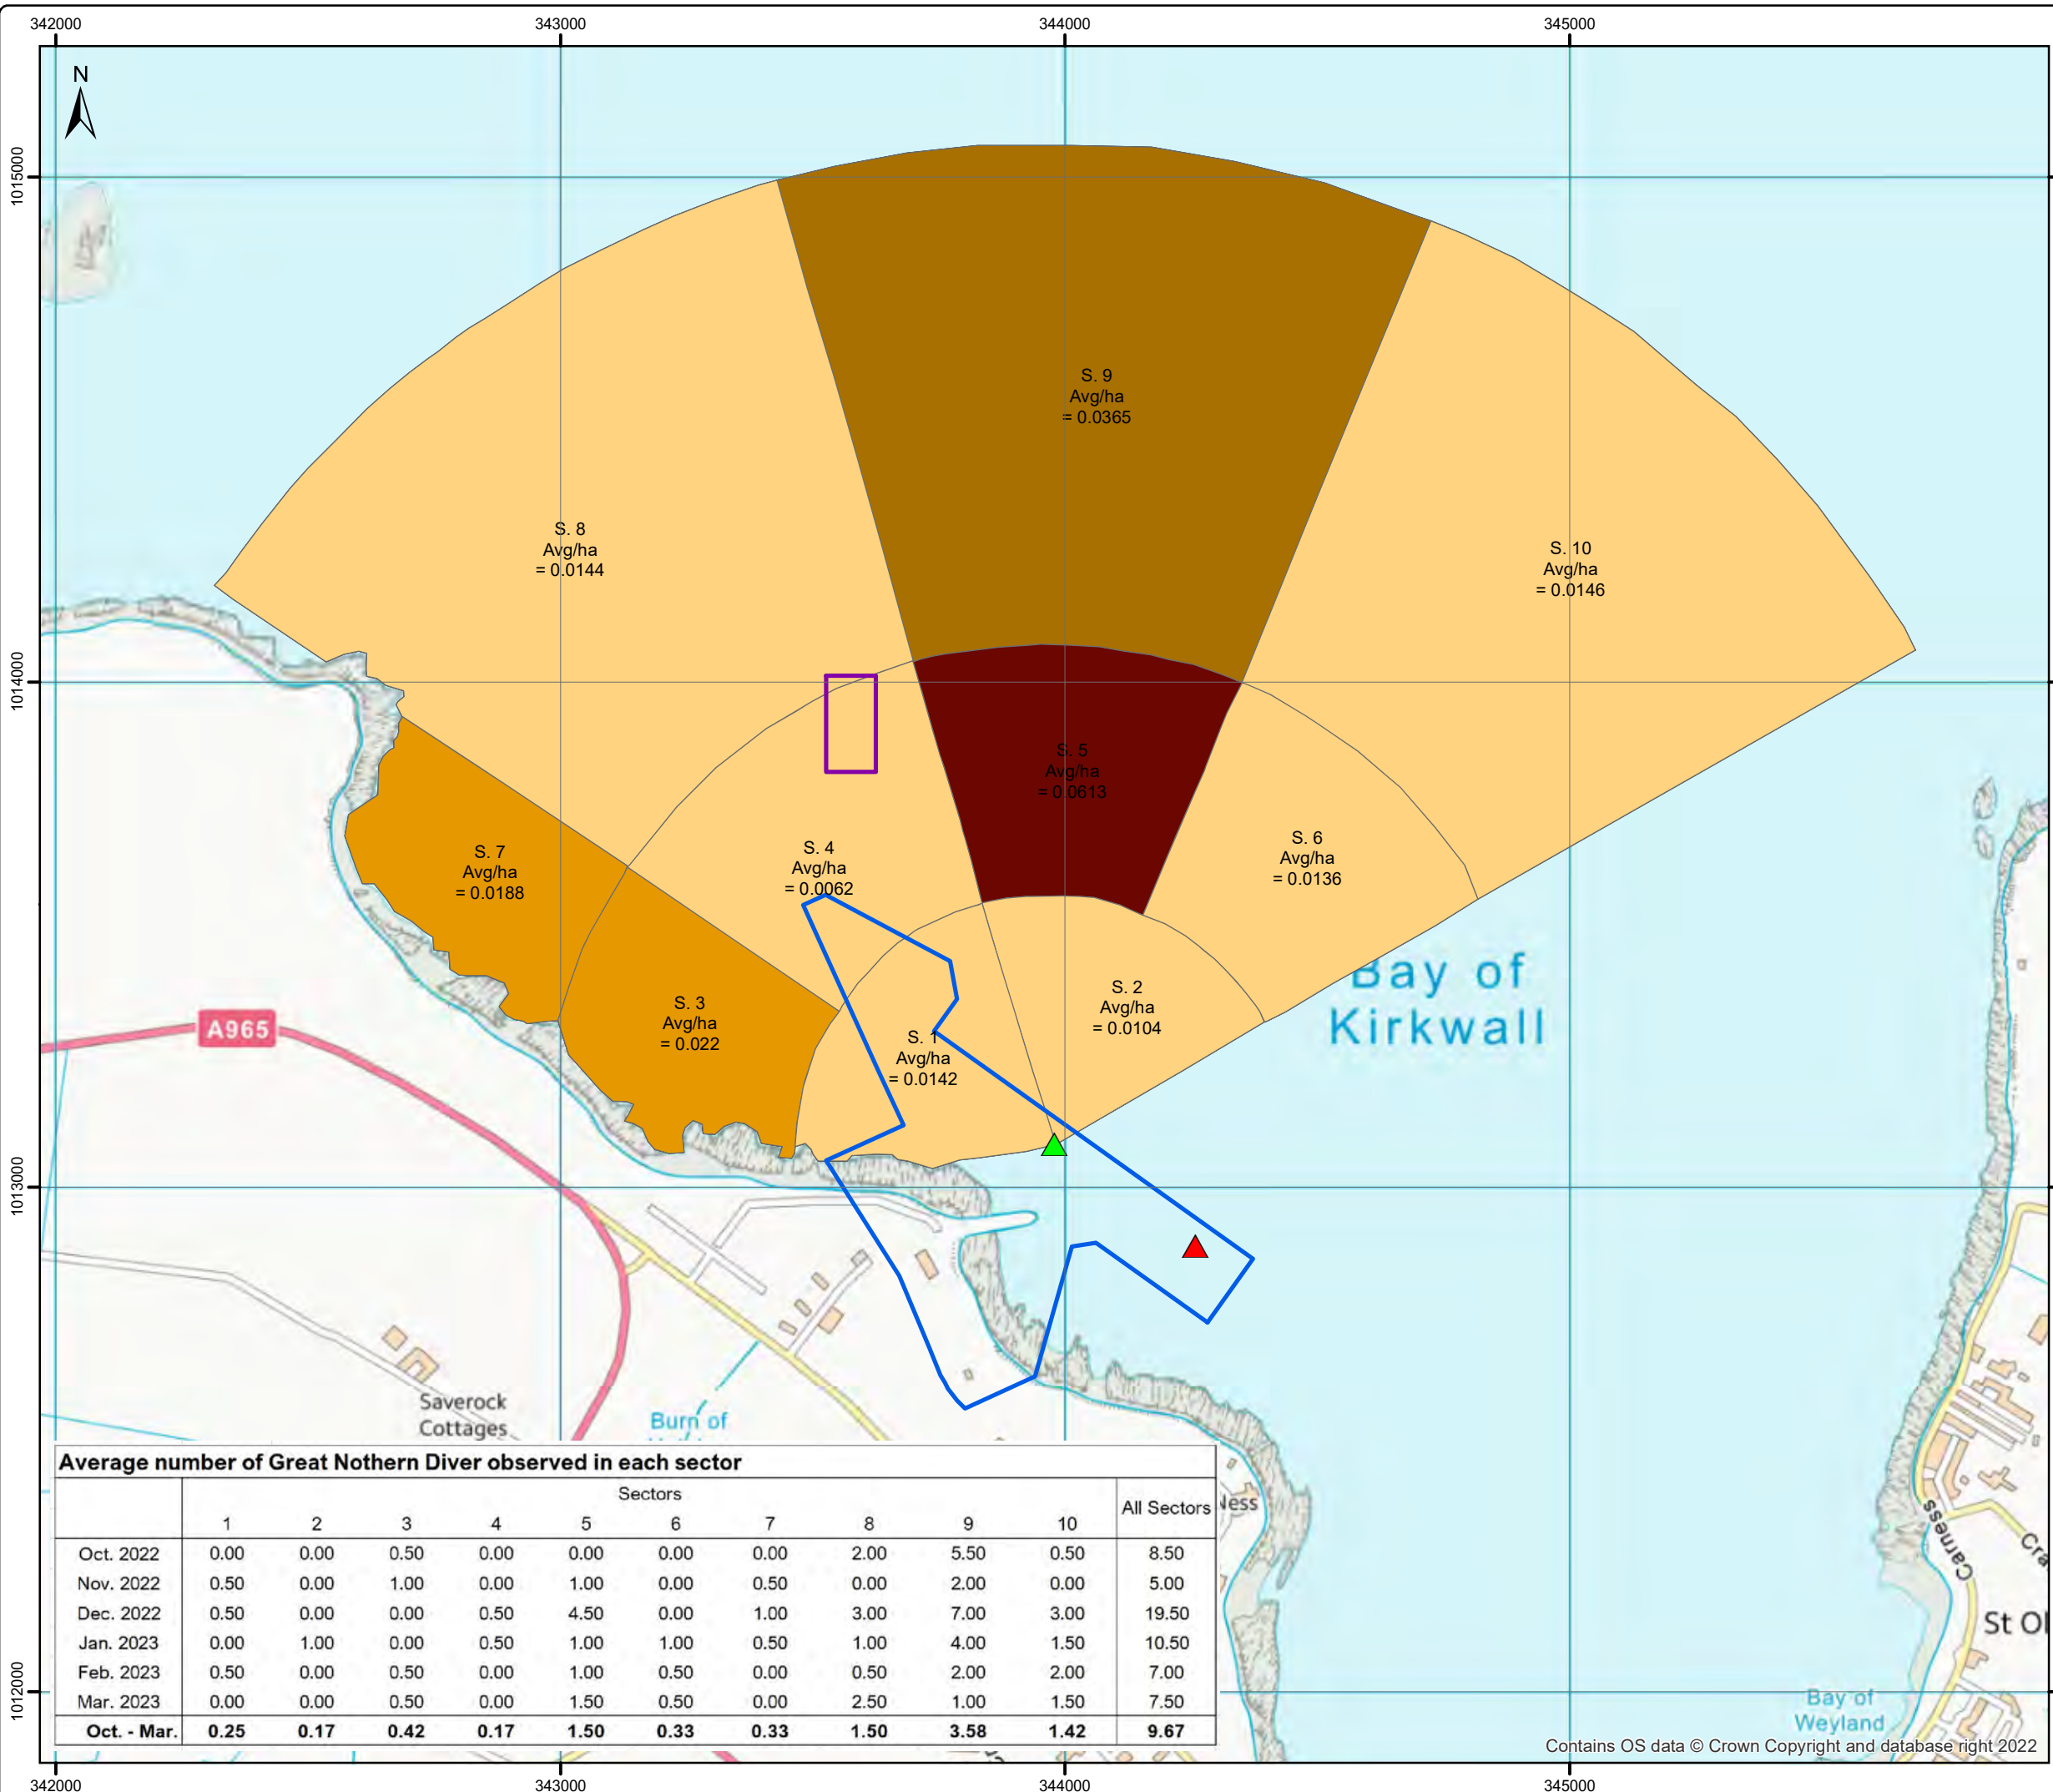 342000 343000 344000 345000
N
1015000
1014000
1013000
1012000
S. 9
Avg/ha
= 0.0365
S. 8
Avg/ha
= 0.0144
S. 10
Avg/ha
= 0.0146
S. 5
Avg/ha
= 0.0613
S. 4
Avg/ha
= 0.0062
S. 6
Avg/ha
= 0.0136
S. 7
Avg/ha
= 0.0188
S. 3
Avg/ha
= 0.022
S. 2
Avg/ha
= 0.0104
S. 1
Avg/ha
= 0.0142
Bay of
Kirkwall
A965
Saverock
Cottages
Burn of
Ness
Carness
Cra
St Ol
Bay of
Weyland
Average number of Great Nothern Diver observed in each sector
Sectors
1 2 3 4 5 6 7 8 9 10 All Sectors
Oct. 2022 0.00 0.00 0.50 0.00 0.00 0.00 0.00 2.00 5.50 0.50 8.50
Nov. 2022 0.50 0.00 1.00 0.00 1.00 0.00 0.50 0.00 2.00 0.00 5.00
Dec. 2022 0.50 0.00 0.00 0.50 4.50 0.00 1.00 3.00 7.00 3.00 19.50
Jan. 2023 0.00 1.00 0.00 0.50 1.00 1.00 0.50 1.00 4.00 1.50 10.50
Feb. 2023 0.50 0.00 0.50 0.00 1.00 0.50 0.00 0.50 2.00 2.00 7.00
Mar. 2023 0.00 0.00 0.50 0.00 1.50 0.50 0.00 2.50 1.00 1.50 7.50
Oct. - Mar. 0.25 0.17 0.42 0.17 1.50 0.33 0.33 1.50 3.58 1.42 9.67
Contains OS data © Crown Copyright and database right 2022
342000 343000 344000 345000